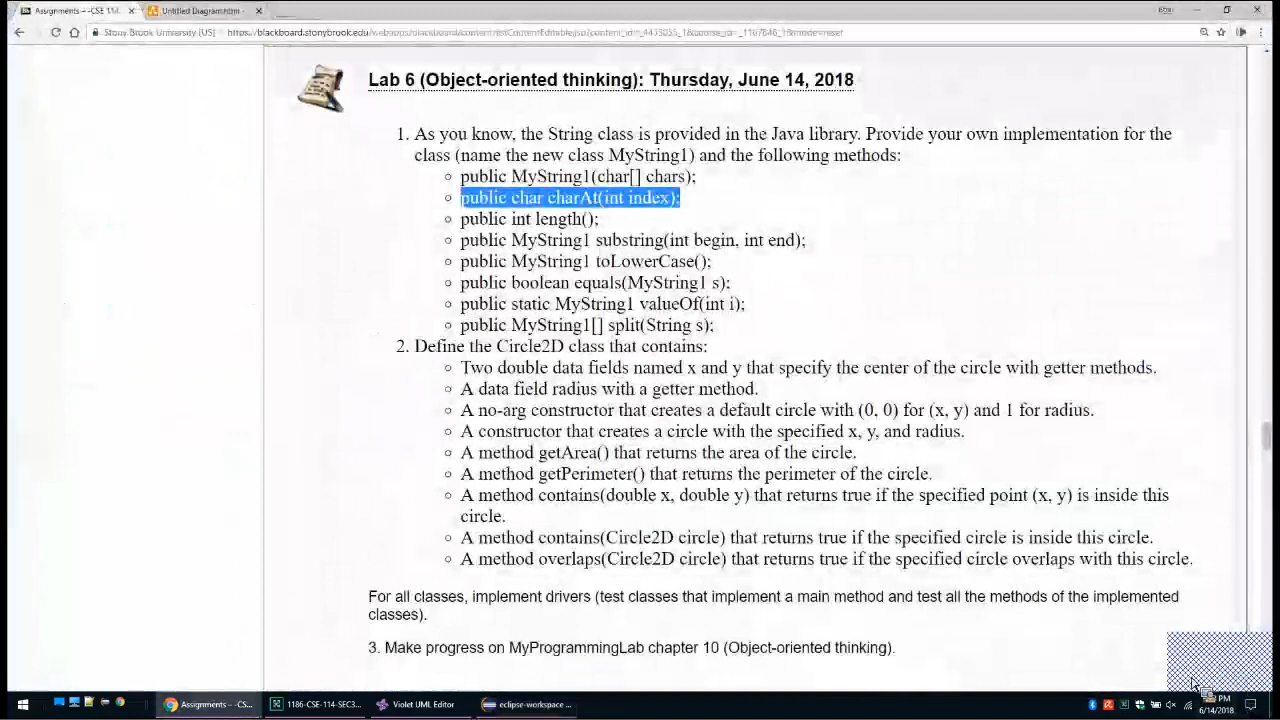 Assignments – -CSE 114-
Untitled Diagram.html -
Stony Brook University [US]
Lab 6 (Object-oriented thinking): Thursday, June 14, 2018
1. As you know, the String class is provided in the Java library. Provide your own implementation for the
class (name the new class MyString1) and the following methods:
public MyString1(char[] chars);
public char charAt(int index);
public int length();
public MyString1 substring(int begin, int end);
public MyString1 toLowerCase();
public boolean equals(MyString1 s);
public static MyString1 valueOf(int i);
public MyString1[] split(String s);
2. Define the Circle2D class that contains:
Two double data fields named x and y that specify the center of the circle with getter methods.
A data field radius with a getter method.
A no-arg constructor that creates a default circle with (0, 0) for (x, y) and 1 for radius.
A constructor that creates a circle with the specified x, y, and radius.
A method getArea() that returns the area of the circle.
A method getPerimeter() that returns the perimeter of the circle.
A method contains(double x, double y) that returns true if the specified point (x, y) is inside this
circle.
A method contains(Circle2D circle) that returns true if the specified circle is inside this circle.
A method overlaps(Circle2D circle) that returns true if the specified circle overlaps with this circle.
For all classes, implement drivers (test classes that implement a main method and test all the methods of the implemented
classes).
3. Make progress on MyProgrammingLab chapter 10 (Object-oriented thinking).
Assignments – -CS...
1186-CSE-114-SEC3...
Violet UML Editor
eclipse-workspace ...
PM
6/14/2018